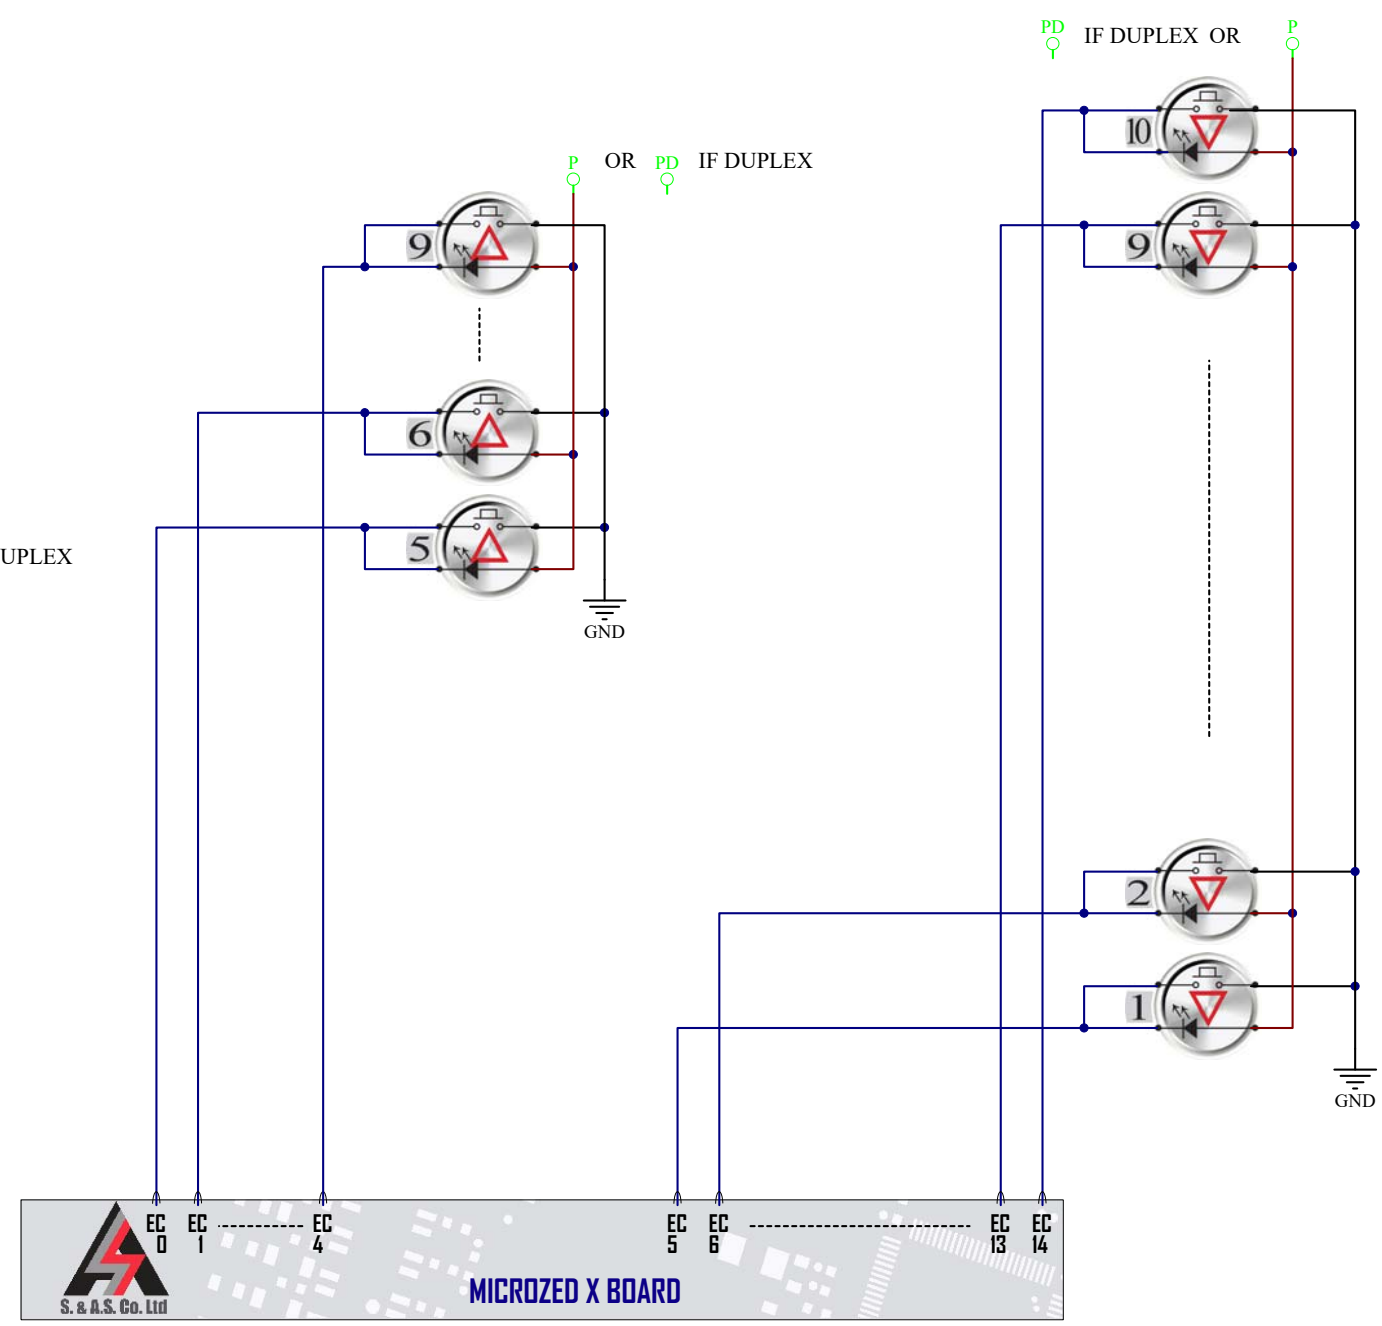 PD IF DUPLEX OR P
10
P OR PD IF DUPLEX
9
9
6
5
UPLEX
GND
2
1
GND
EC 0
EC 1
EC 4
EC 5
EC 6
EC 13
EC 14
MICROZED X BOARD
S. & A.S. Co. Ltd